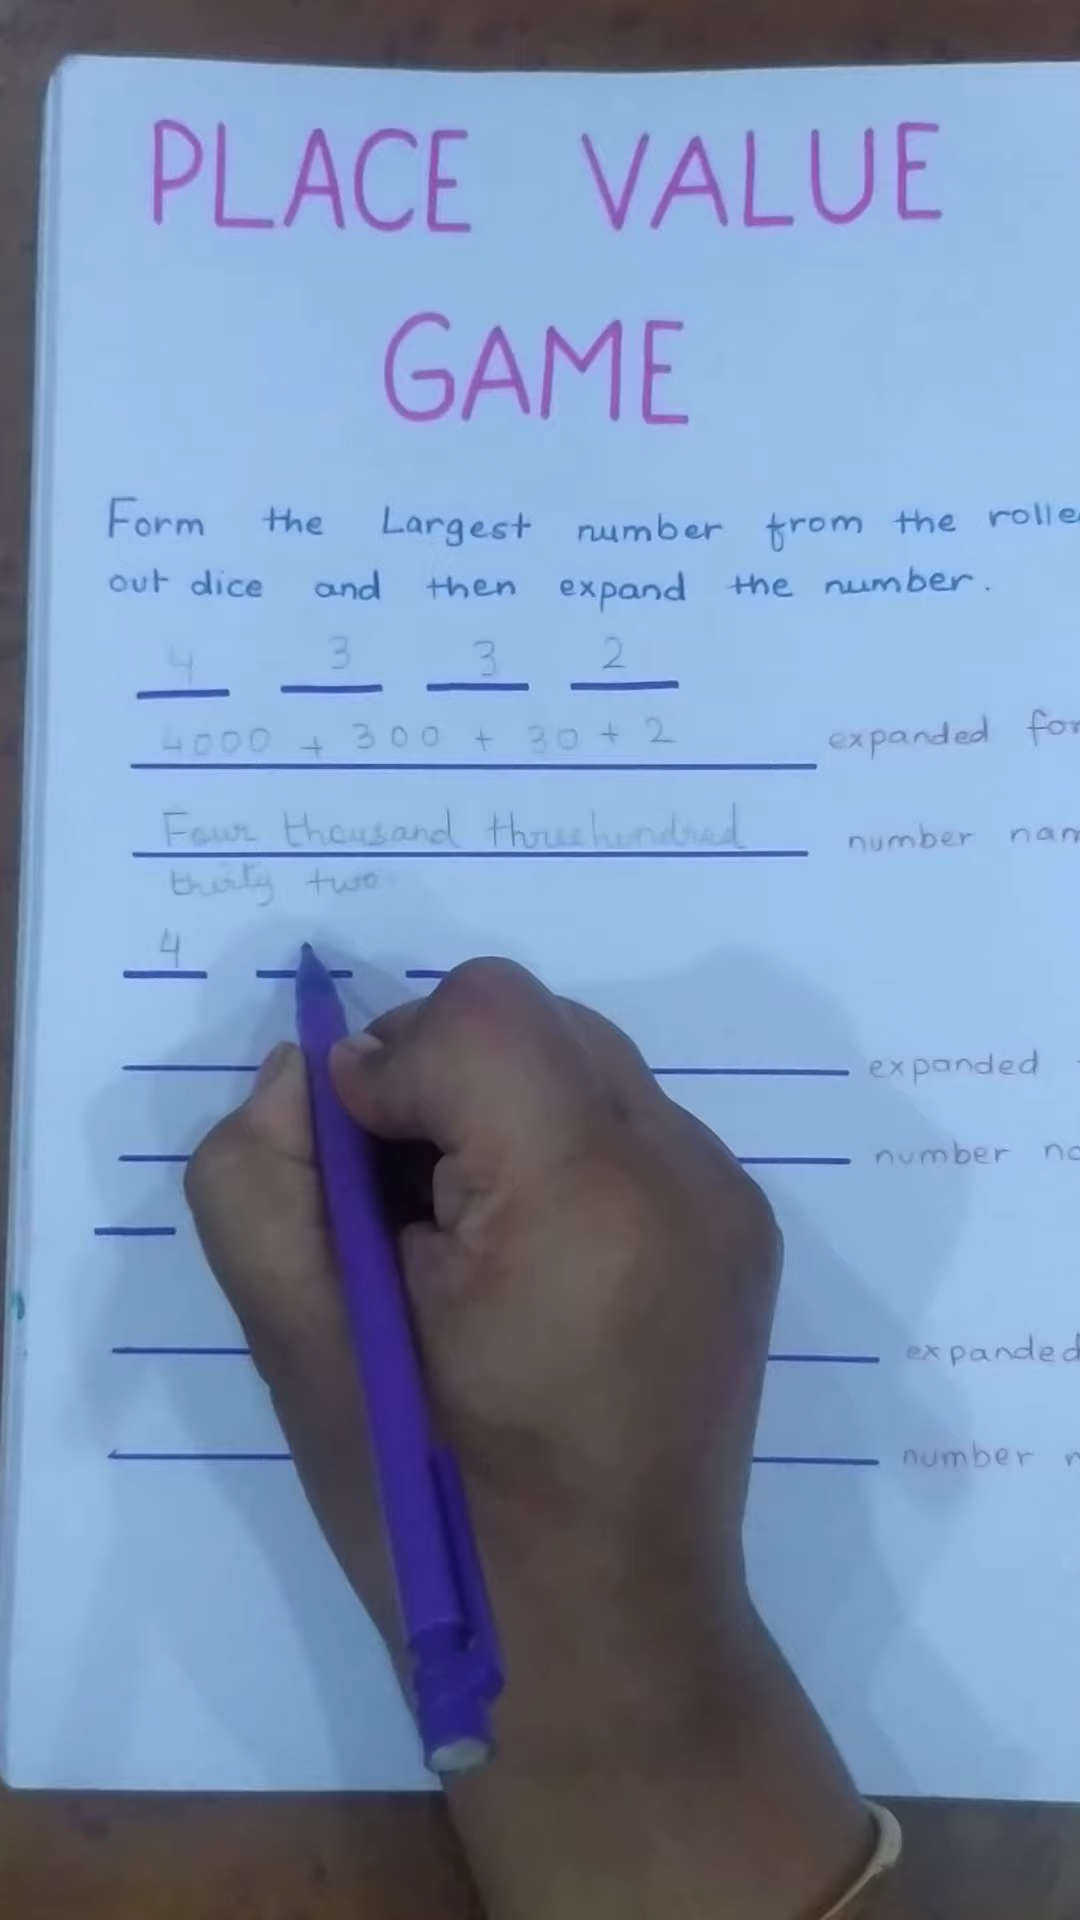 PLACE VALUE
GAME
Form the Largest number from the rolle
out dice and then expand the number.
4 3 3 2
4000 + 300 + 30 + 2 expanded for
Four thousand threehundred number nam
thirty two
4
expanded
number na
expanded
number n